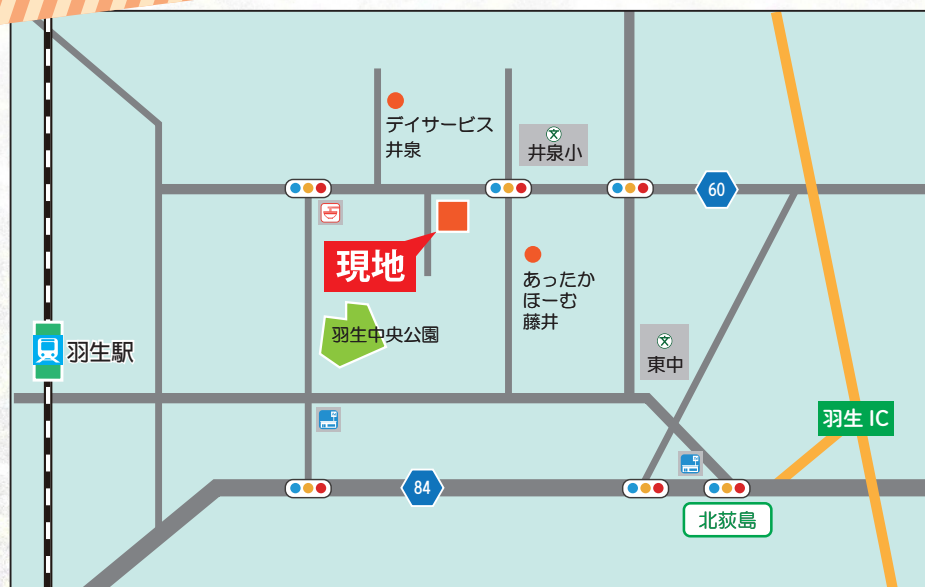 デイサービス
井泉
文
井泉小
60
現地
あったか
ほーむ
藤井
羽生中央公園
羽生駅
文
東中
羽生 IC
84
北荻島